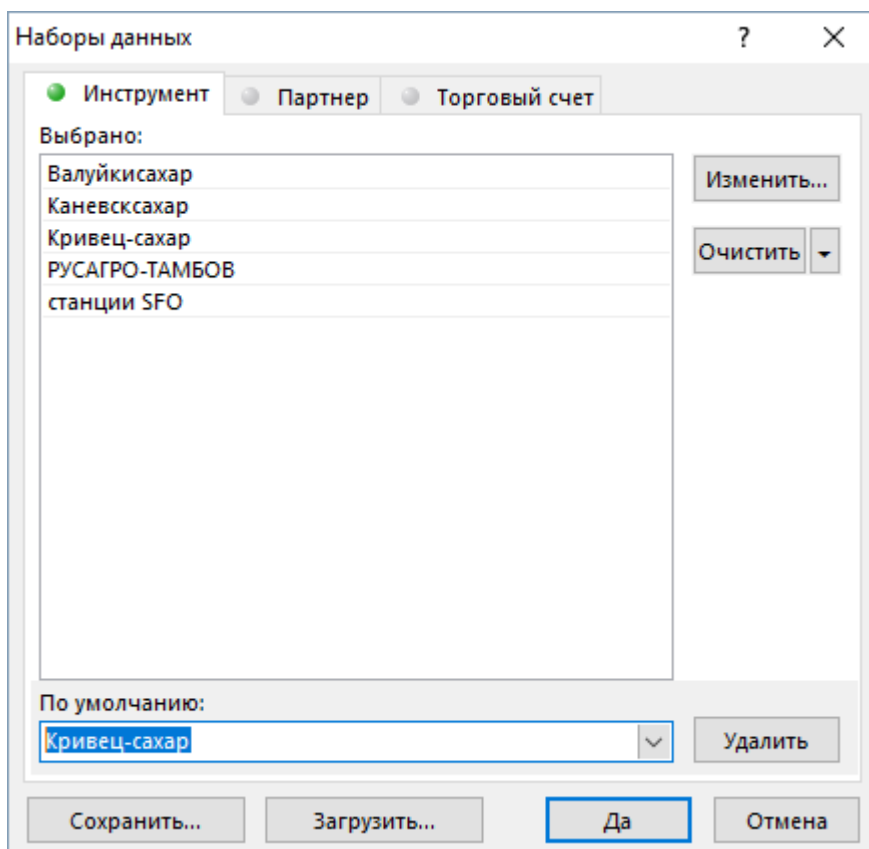 Наборы данных
?
Инструмент Партнер Торговый счет
Выбрано:
Валуйкисахар
Изменить...
Каневсксахар
Кривец-сахар
Очистить
РУСАГРО-ТАМБОВ
станции SFO
По умолчанию:
Кривец-сахар
Удалить
Сохранить... Загрузить... Да Отмена